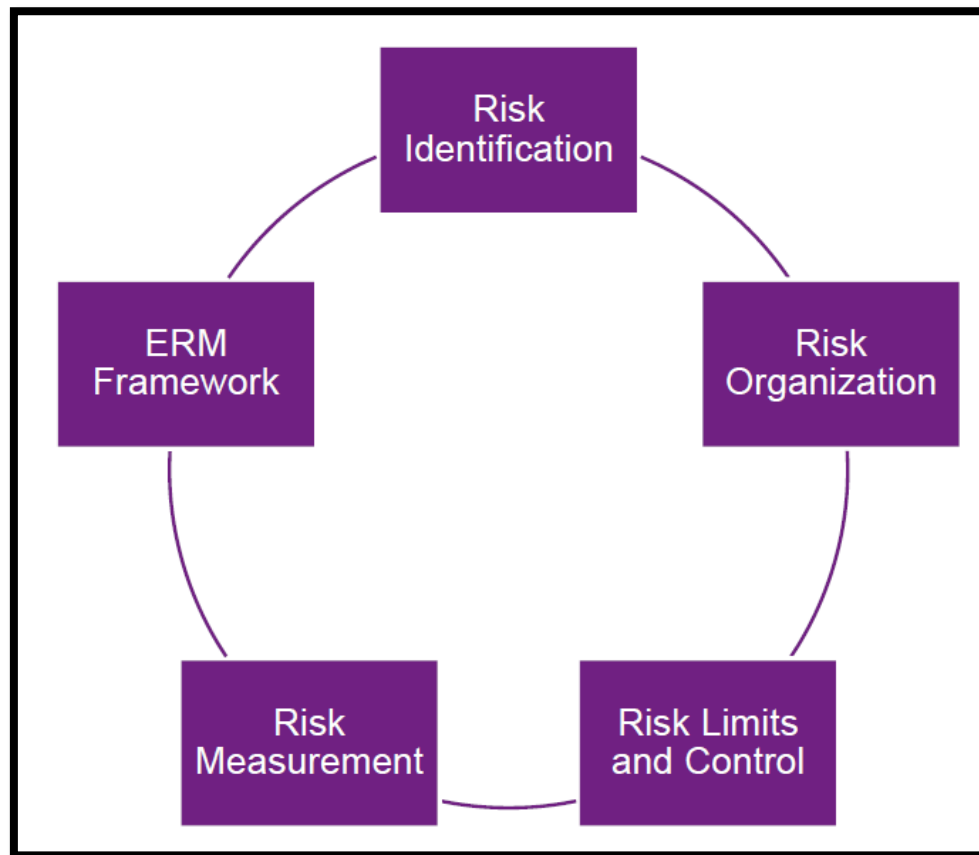 Risk
Identification
ERM
Framework
Risk
Organization
Risk
Measurement
Risk Limits
and Control